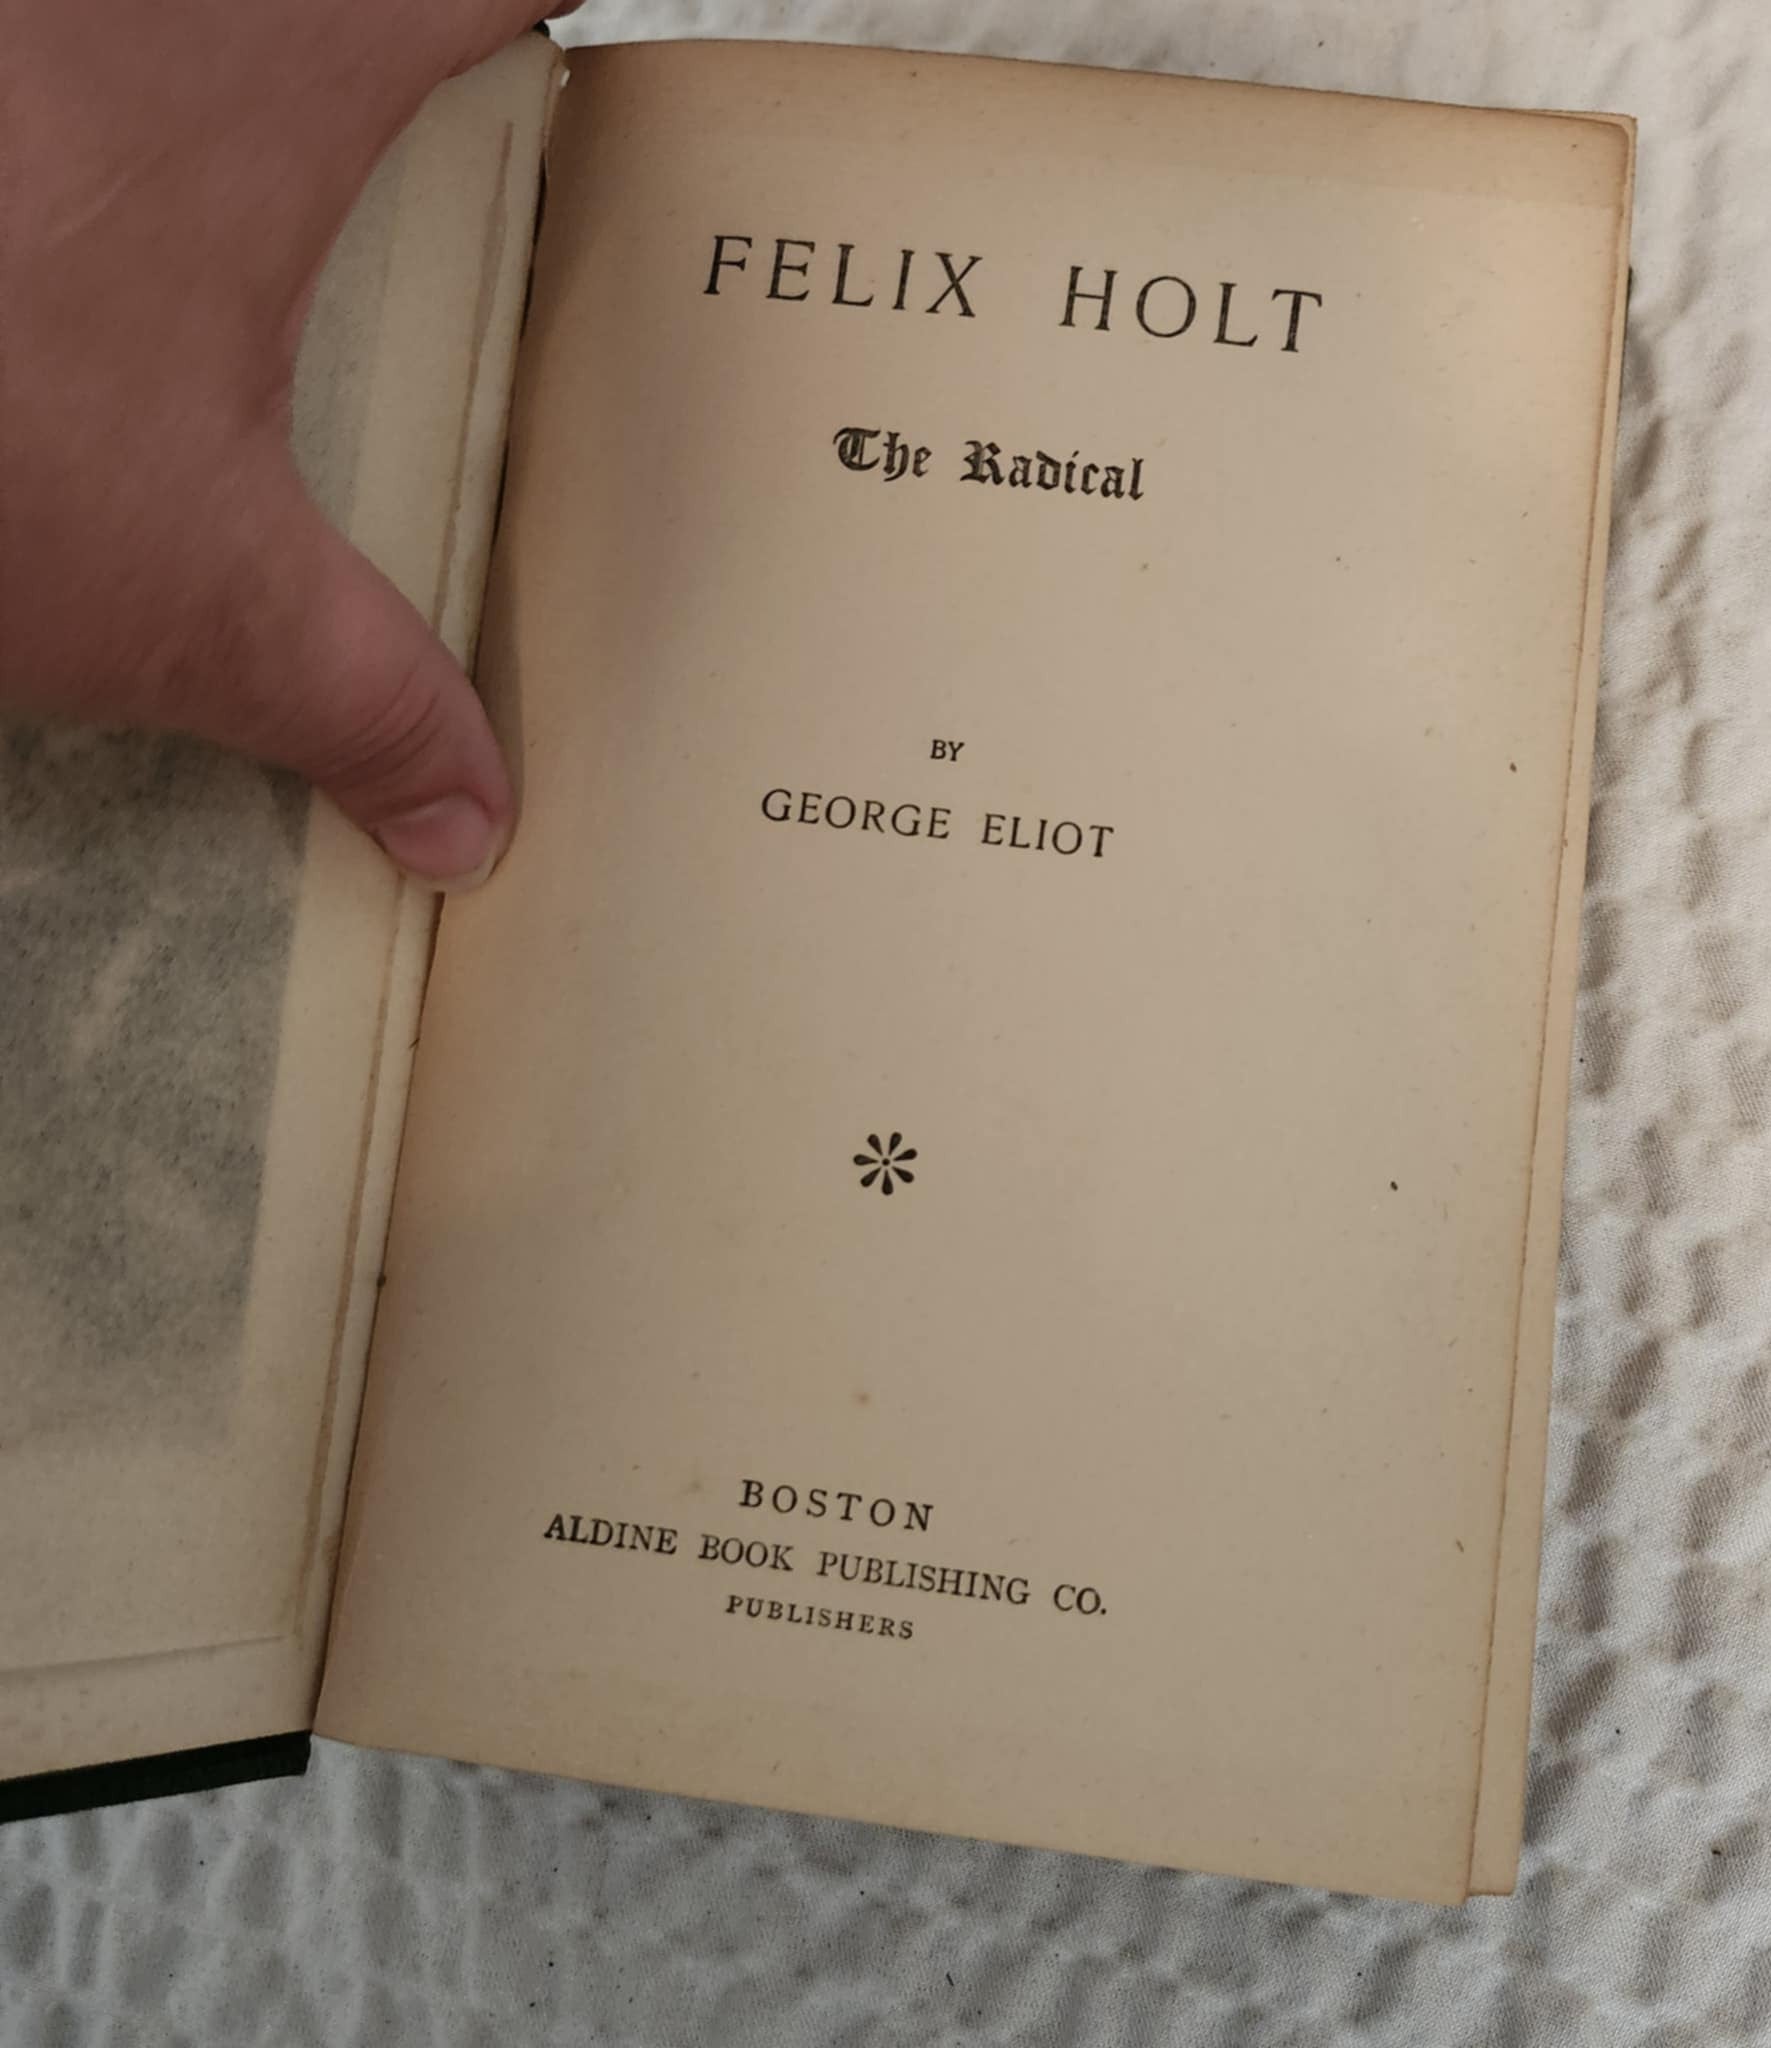 FELIX HOLT
The Radical
BY
GEORGE ELIOT
BOSTON
ALDINE BOOK PUBLISHING CO.
PUBLISHERS